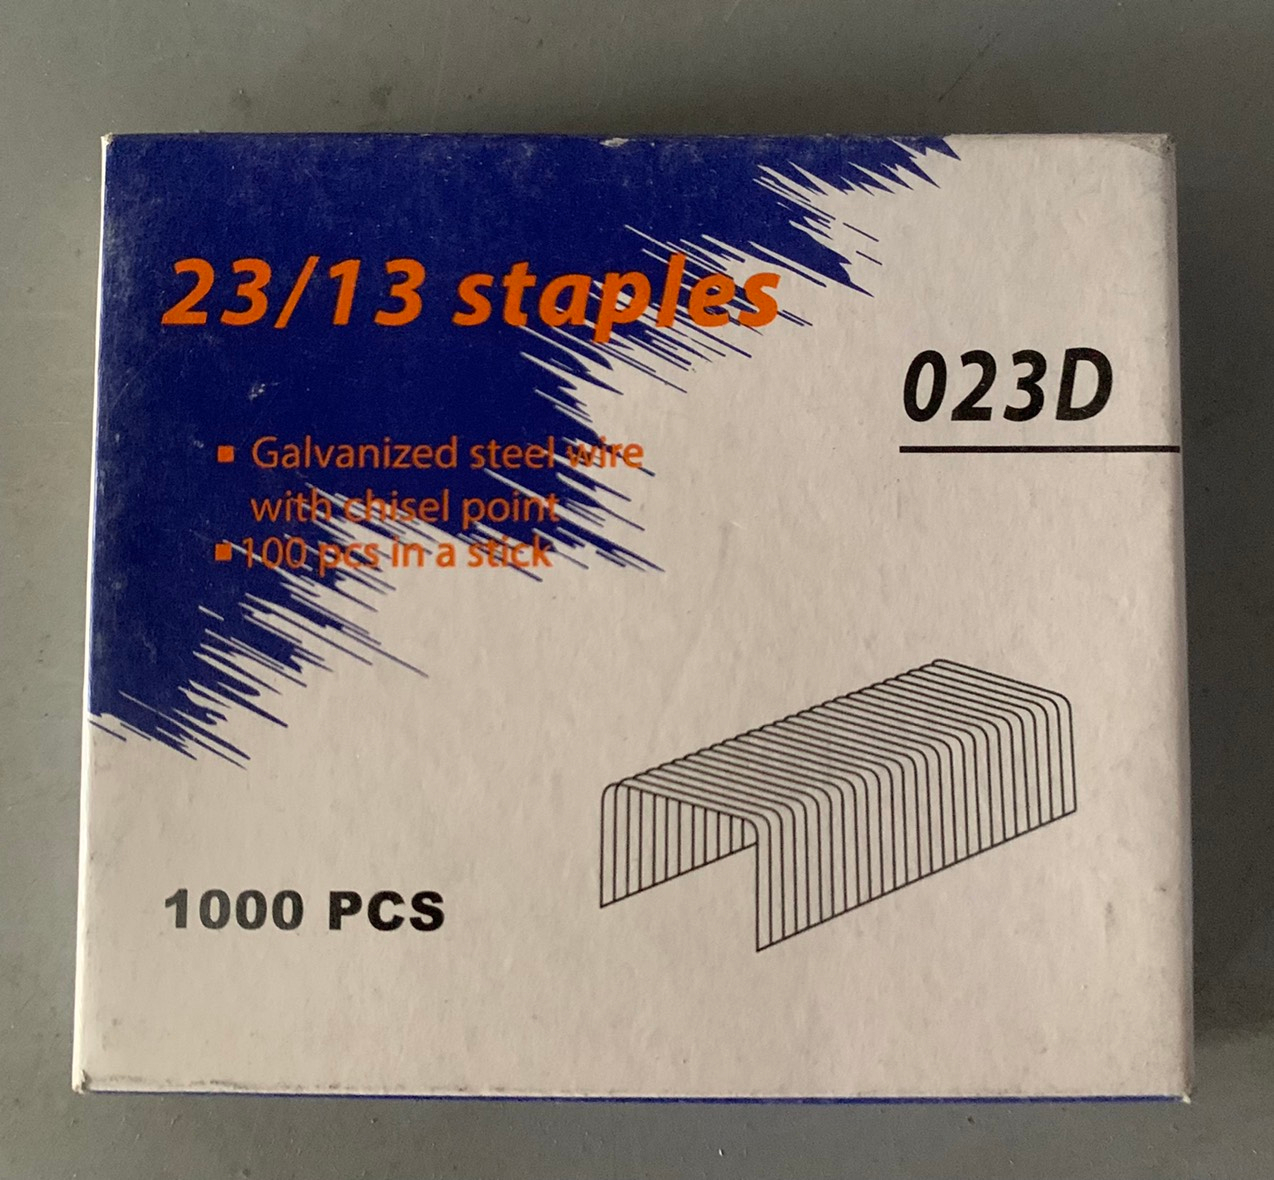 23/13 staples
023D
▪ Galvanized steel wire
with chisel point
▪ 100 pcs in a stick
1000 PCS